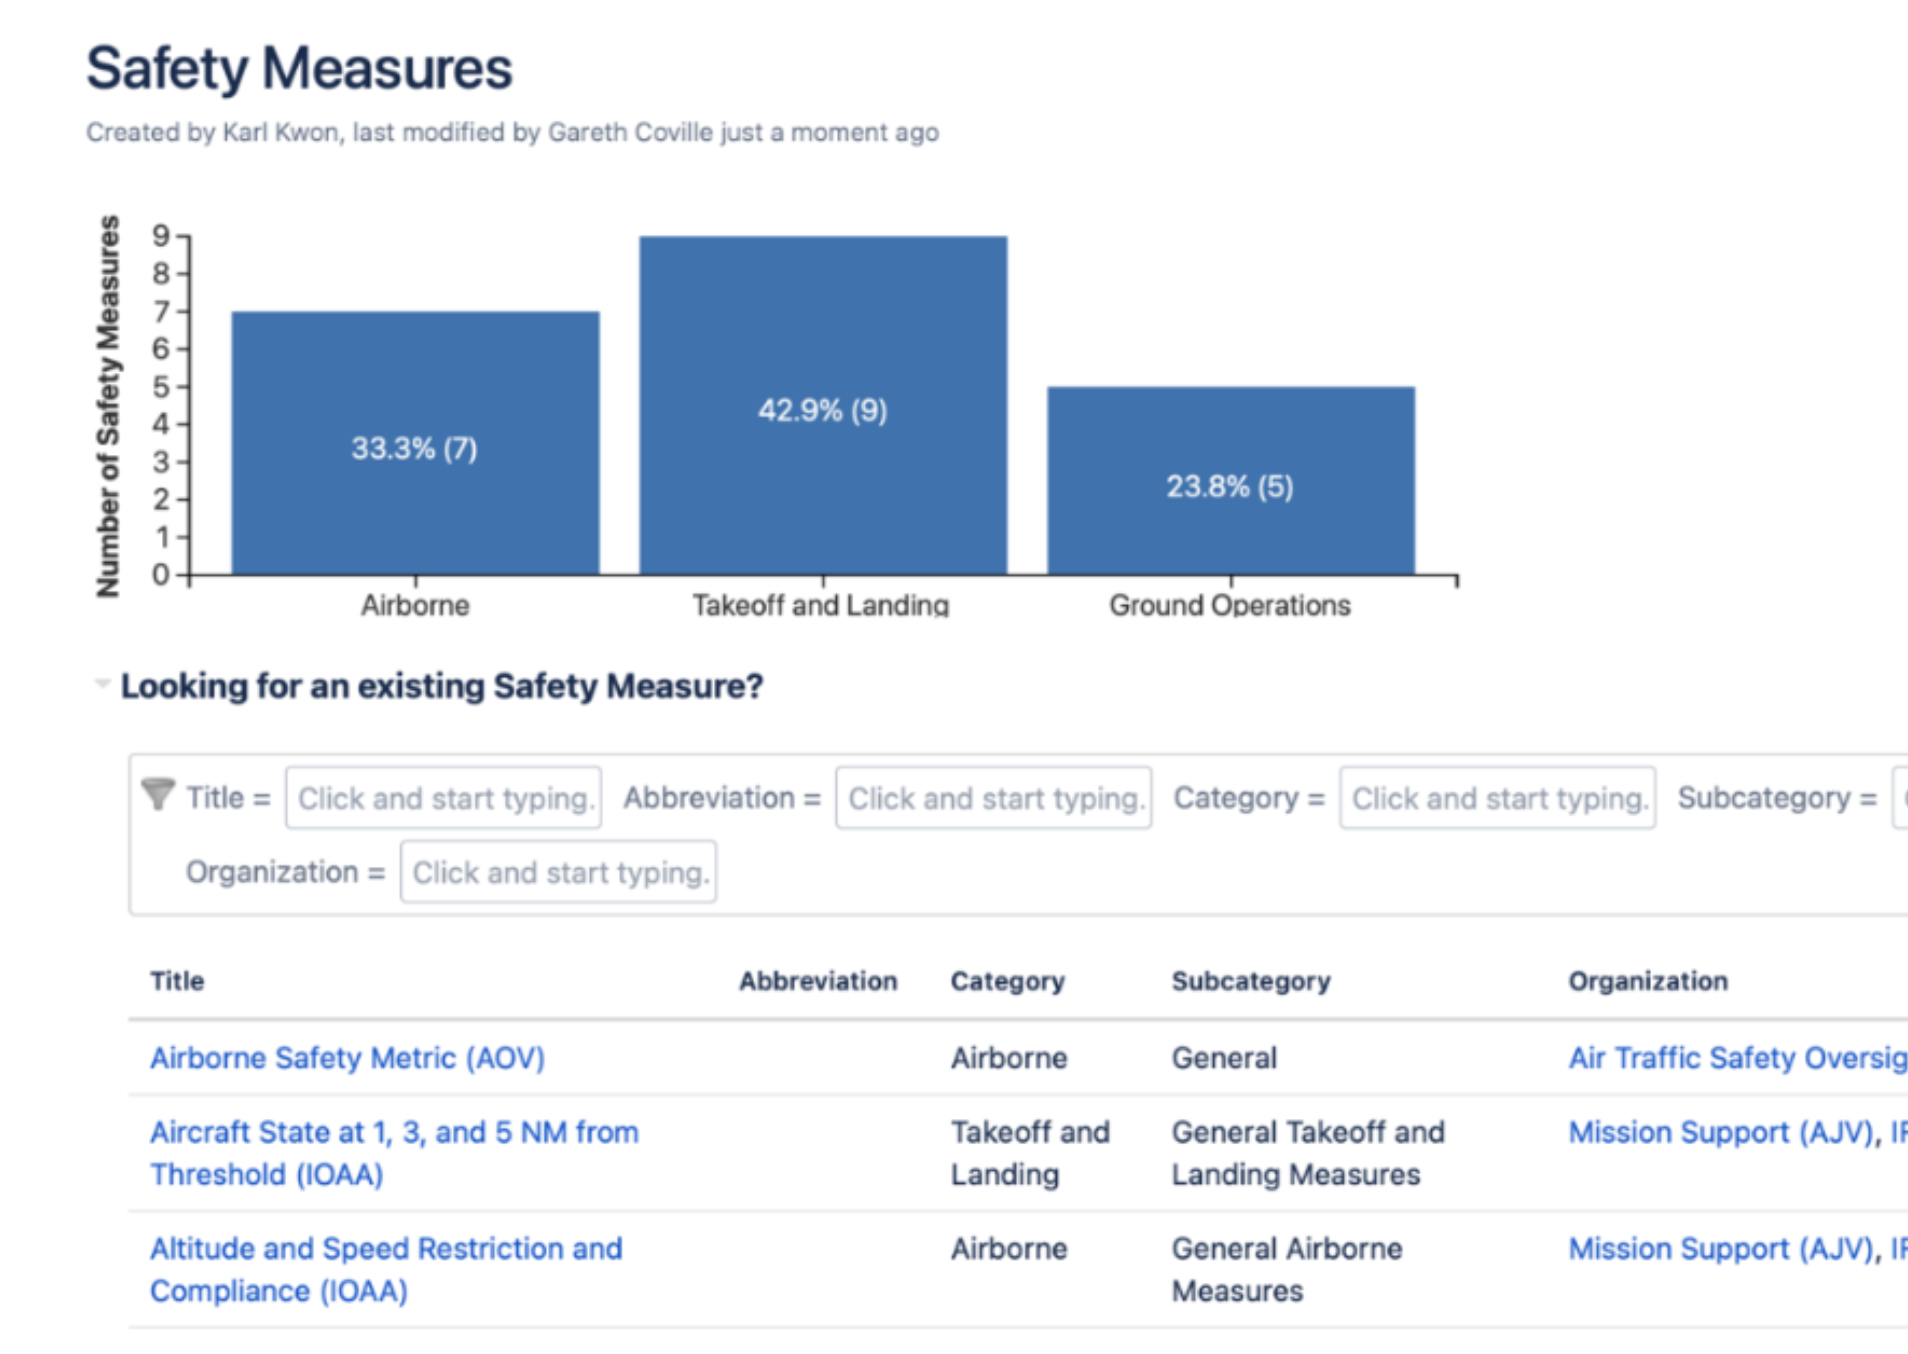 Safety Measures
Created by Karl Kwon, last modified by Gareth Coville just a moment ago
Number of Safety Measures
9
8
7
6
5
4
3
2
1
0
33.3% (7)
42.9% (9)
23.8% (5)
Airborne Takeoff and Landing Ground Operations
Looking for an existing Safety Measure?
Title = Click and start typing. Abbreviation = Click and start typing. Category = Click and start typing. Subcategory =
Organization = Click and start typing.
Title Abbreviation Category Subcategory Organization
Airborne Safety Metric (AOV) Airborne General Air Traffic Safety Oversig
Aircraft State at 1, 3, and 5 NM from Takeoff and General Takeoff and Mission Support (AJV),
Threshold (IOAA) Landing Landing Measures
Altitude and Speed Restriction and Airborne General Airborne Mission Support (AJV),
Compliance (IOAA) Measures